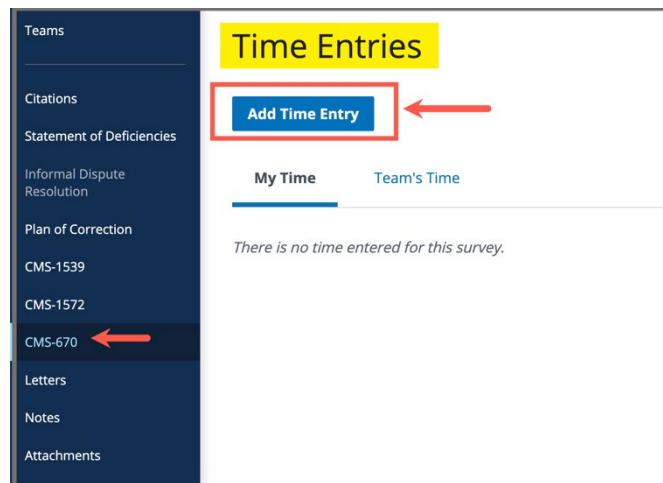 Teams
Citations
Statement of Deficiencies
Informal Dispute
Resolution
Plan of Correction
CMS-1539
CMS-1572
CMS-670
Letters
Notes
Attachments
Time Entries
Add Time Entry
My Time Team's Time
There is no time entered for this survey.